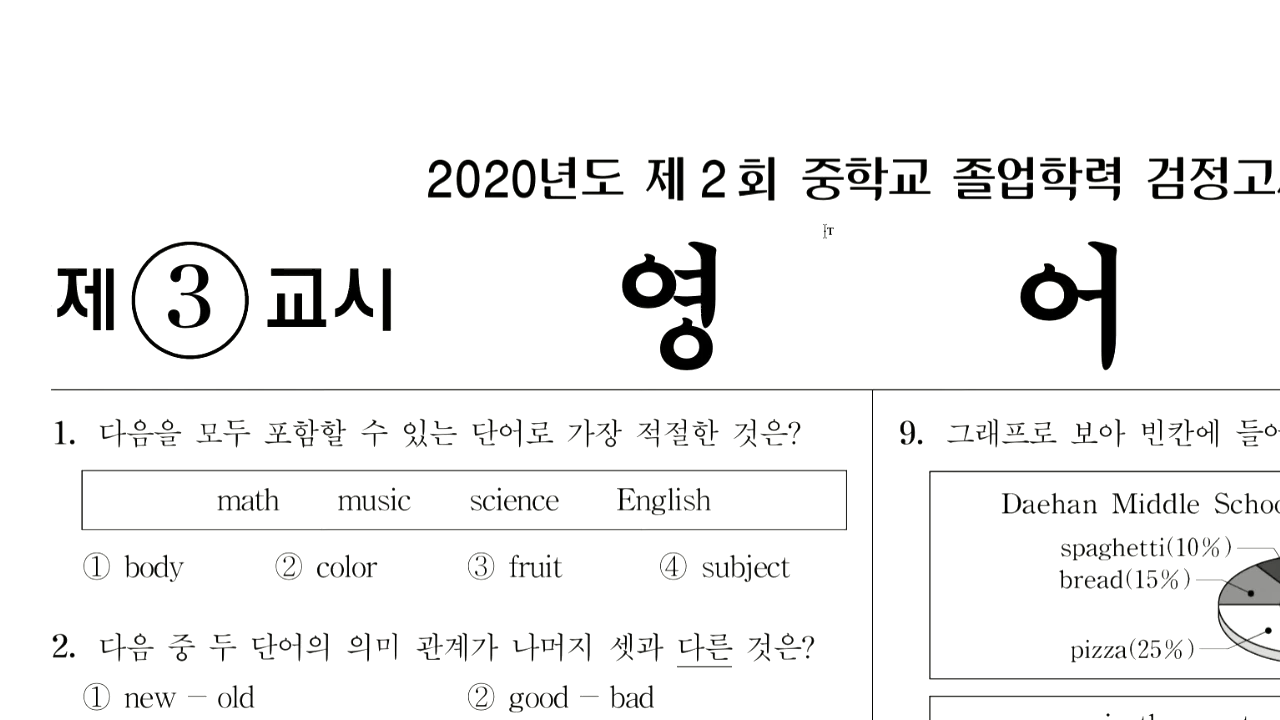 2020년도 제 2 회 중학교 졸업학력 검정고
제 3 교시 영 어
1. 다음을 모두 포함할 수 있는 단어로 가장 적절한 것은?
math music science English
① body ② color ③ fruit ④ subject
2. 다음 중 두 단어의 의미 관계가 나머지 셋과 다른 것은?
① new － old ② good － bad
9. 그래프로 보아 빈칸에 들어
Daehan Middle Schoo
spaghetti(10%)
bread(15%)
pizza(25%)